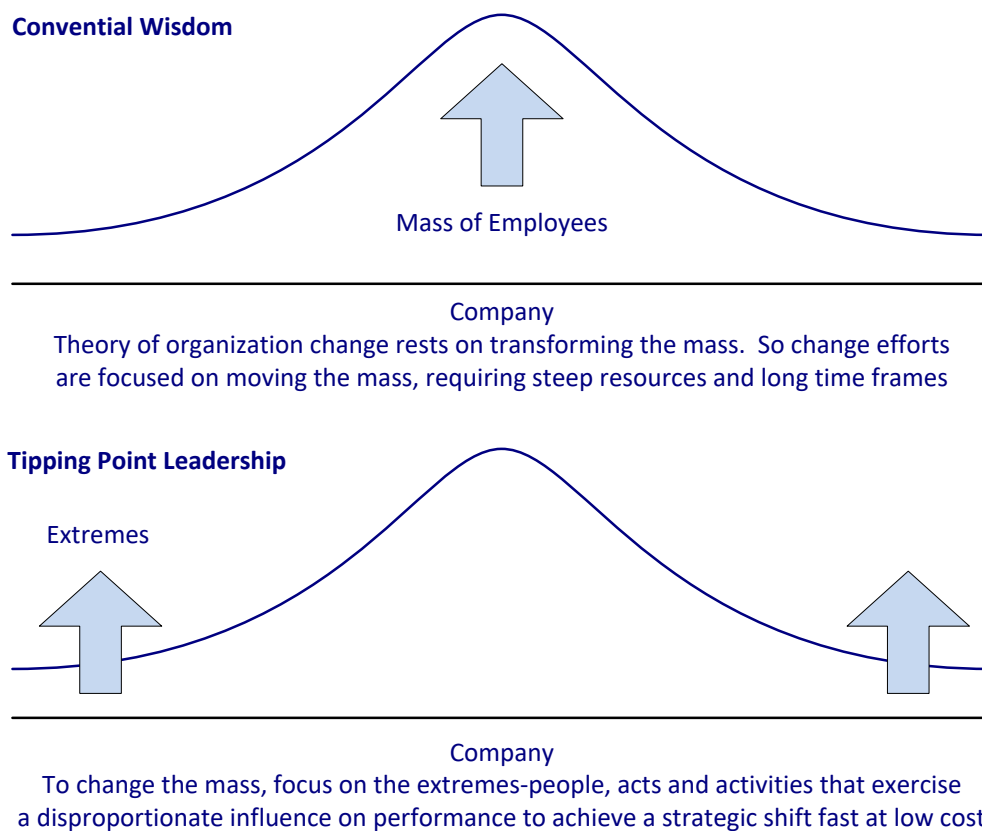 Convential Wisdom
Mass of Employees
Company
Theory of organization change rests on transforming the mass.  So change efforts
are focused on moving the mass, requiring steep resources and long time frames
Tipping Point Leadership
Extremes
Company
To change the mass, focus on the extremes-people, acts and activities that exercise
a disproportionate influence on performance to achieve a strategic shift fast at low cost